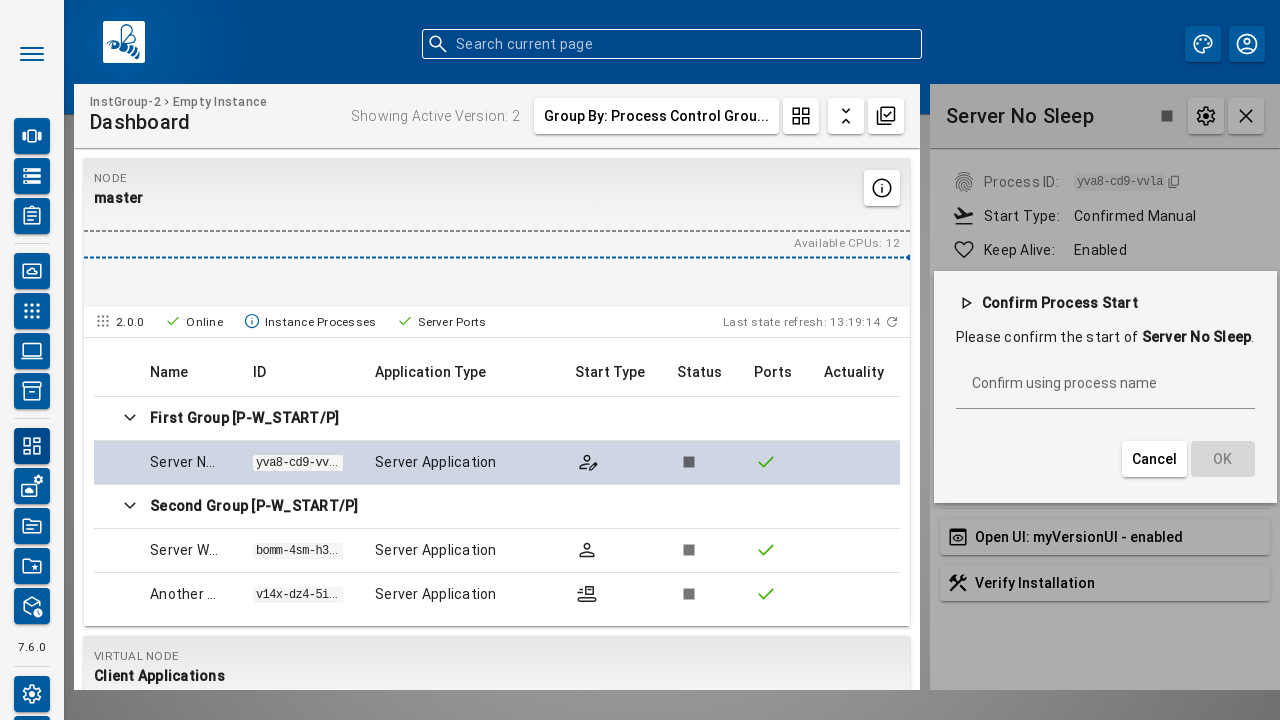 Search current page
InstGroup-2 › Empty Instance
Dashboard
Showing Active Version: 2
Group By: Process Control Grou...
NODE
master
Available CPUs: 12
2.0.0
Online
Instance Processes
Server Ports
Last state refresh: 13:19:14
Name ID Application Type Start Type Status Ports Actuality
First Group [P-W_START/P]
Server N... yva8-cd9-vv... Server Application
Second Group [P-W_START/P]
Server W... bomm-4sm-h3... Server Application
Another ... v14x-dz4-5i... Server Application
VIRTUAL NODE
Client Applications
7.6.0
Server No Sleep
Process ID: yva8-cd9-vvla
Start Type: Confirmed Manual
Keep Alive: Enabled
Confirm Process Start
Please confirm the start of Server No Sleep.
Confirm using process name
Cancel
OK
Open UI: myVersionUI - enabled
Verify Installation